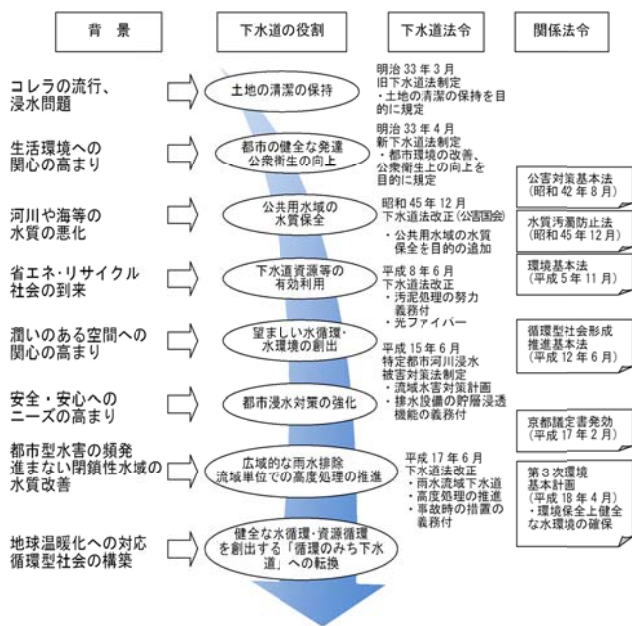 背 景
下水道の役割
下水道法令
関係法令
コレラの流行、
浸水問題
土地の清潔の保持
明治33年3月
旧下水道法制定
・土地の清潔の保持を目
的に規定
生活環境への
関心の高まり
都市の健全な発達
公衆衛生の向上
明治33年4月
新下水道法制定
・都市環境の改善、
公衆衛生上の向上を
目的に規定
公害対策基本法
(昭和42年8月)
河川や海等の
水質の悪化
公共用水域の
水質保全
昭和45年12月
下水道法改正(公害国会)
・公共用水域の水質
保全を目的の追加
水質汚濁防止法
(昭和45年12月)
省エネ・リサイクル
社会の到来
下水道資源等の
有効利用
平成8年6月
下水道法改正
・汚泥処理の努力
義務付
・光ファイバー
環境基本法
(平成5年11月)
潤いのある空間への
関心の高まり
望ましい水循環・
水環境の創出
平成15年6月
特定都市河川浸水
被害対策法制定
・流域水害対策計画
・排水設備の貯層浸透
機能の義務付
循環型社会形成
推進基本法
(平成12年6月)
安全・安心への
ニーズの高まり
都市浸水対策の強化
京都議定書発効
(平成17年2月)
都市型水害の頻発
進まない閉鎖性水域の
水質改善
広域的な雨水排除
流域単位での高度処理の推進
平成17年6月
下水道法改正
・雨水流域下水道
・高度処理の推進
・事故時の措置の
義務付
第3次環境
基本計画
(平成18年4月)
・環境保全上健全
な水環境の確保
地球温暖化への対応
循環型社会の構築
健全な水循環・資源循環
を創出する「循環のみち下水
道」への転換